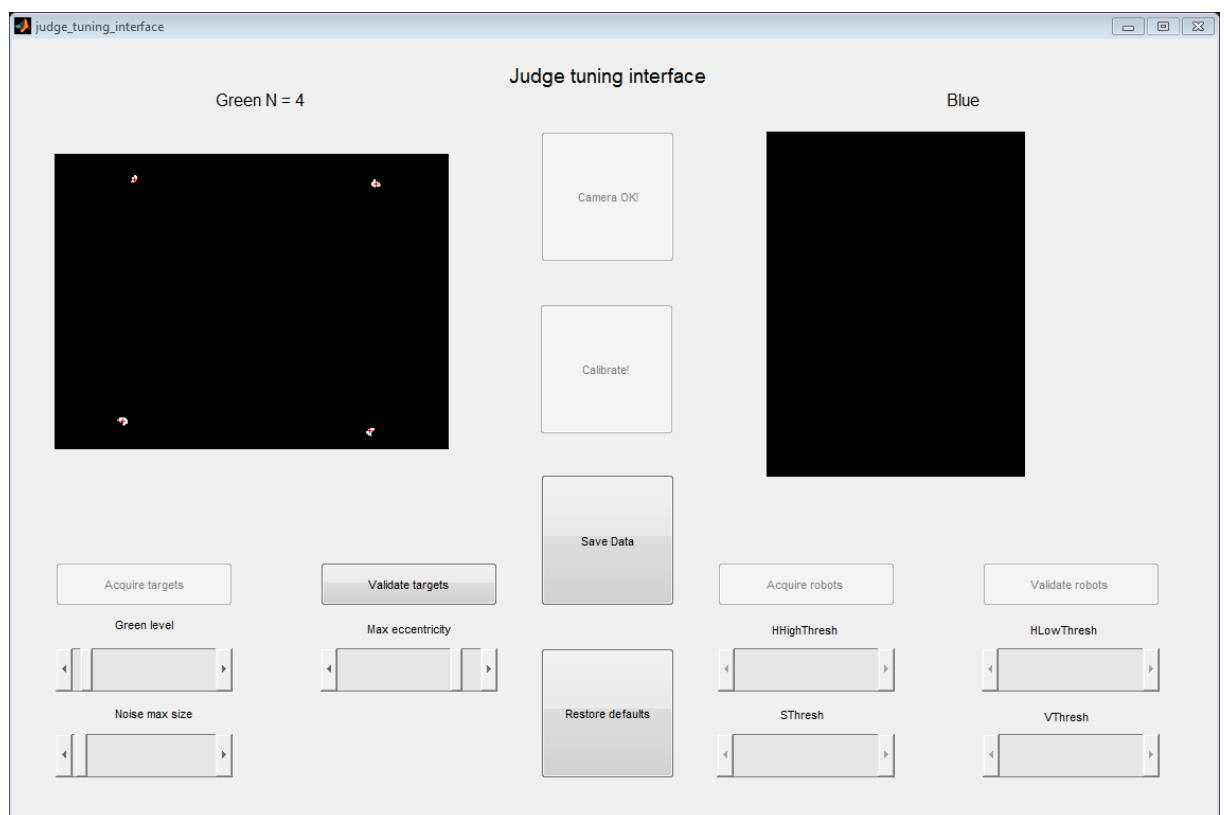 judge_tuning_interface
Judge tuning interface
Green N = 4
Blue
Camera OK!
Calibrate!
Save Data
Acquire targets
Validate targets
Acquire robots
Validate robots
Green level
Max eccentricity
HHighThresh
HLowThresh
Noise max size
Restore defaults
SThresh
VThresh